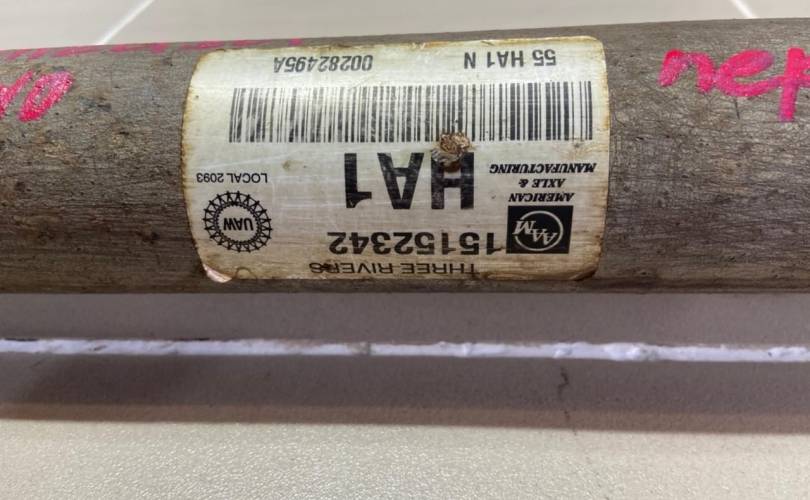 THREE RIVERS
15152342
AAM
AMERICAN
AXLE &
MANUFACTURING
HA1
UAW
LOCAL 2093
55 HA1 N
00282495A